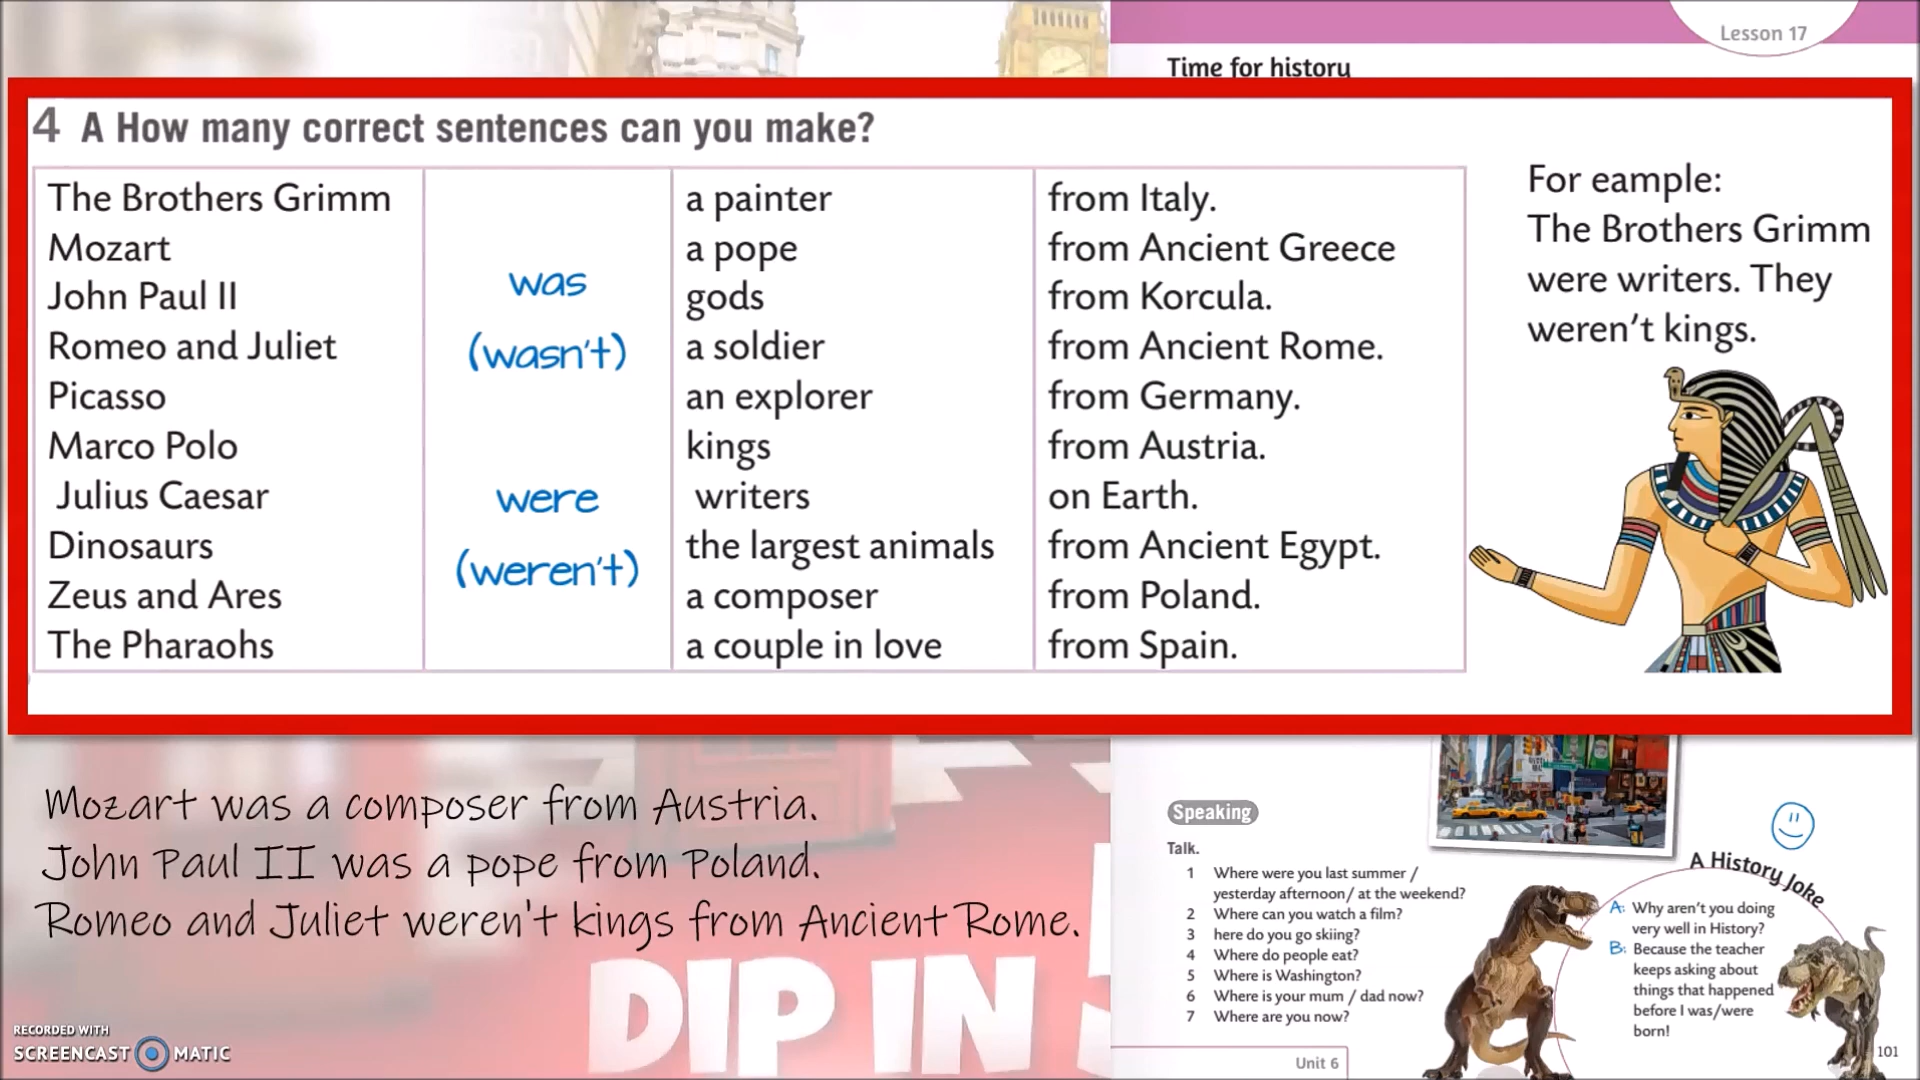 Lesson 17
Time for history
4 A How many correct sentences can you make?
The Brothers Grimm
Mozart
John Paul II
Romeo and Juliet
Picasso
Marco Polo
Julius Caesar
Dinosaurs
Zeus and Ares
The Pharaohs
was
(wasn't)
were
(weren't)
a painter
a pope
gods
a soldier
an explorer
kings
writers
the largest animals
a composer
a couple in love
from Italy.
from Ancient Greece
from Korcula.
from Ancient Rome.
from Germany.
from Austria.
on Earth.
from Ancient Egypt.
from Poland.
from Spain.
For eample:
The Brothers Grimm
were writers. They
weren't kings.
Mozart was a composer from Austria.
John Paul II was a pope from Poland.
Romeo and Juliet weren't kings from Ancient Rome.
DIP IN
RECORDED WITH
SCREENCAST MATIC
Speaking
Talk.
1 Where were you last summer /
yesterday afternoon/ at the weekend?
2 Where can you watch a film?
3 here do you go skiing?
4 Where do people eat?
5 Where is Washington?
6 Where is your mum / dad now?
7 Where are you now?
Unit 6
A History Joke
A: Why aren't you doing
very well in History?
B: Because the teacher
keeps asking about
things that happened
before I was/were
born!
101